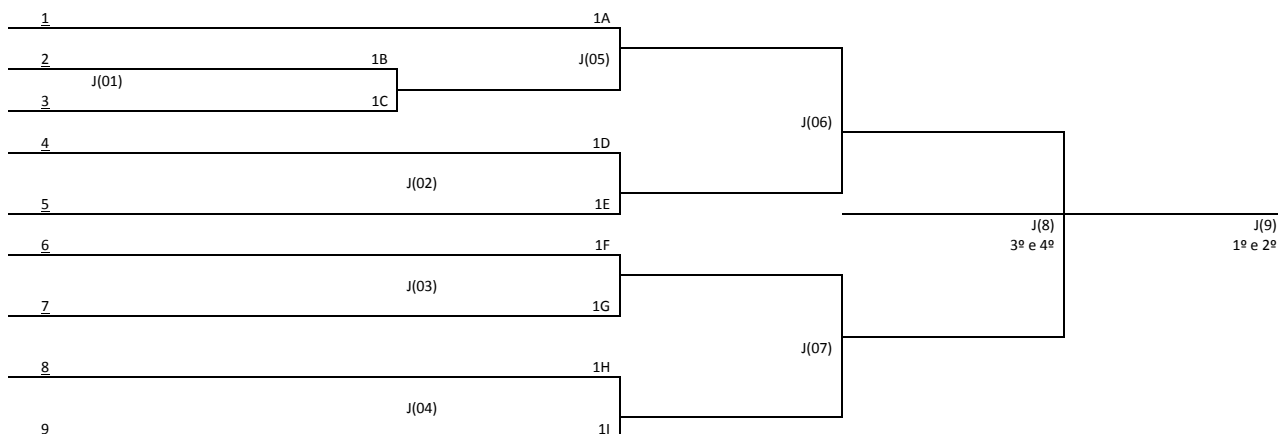 1 1A
2 1B J(05)
J(01)
3 1C
J(06)
4 1D
J(02)
5 1E
J(8) J(9)
3º e 4º 1º e 2º
6 1F
J(03)
7 1G
J(07)
8 1H
J(04)
9 1I